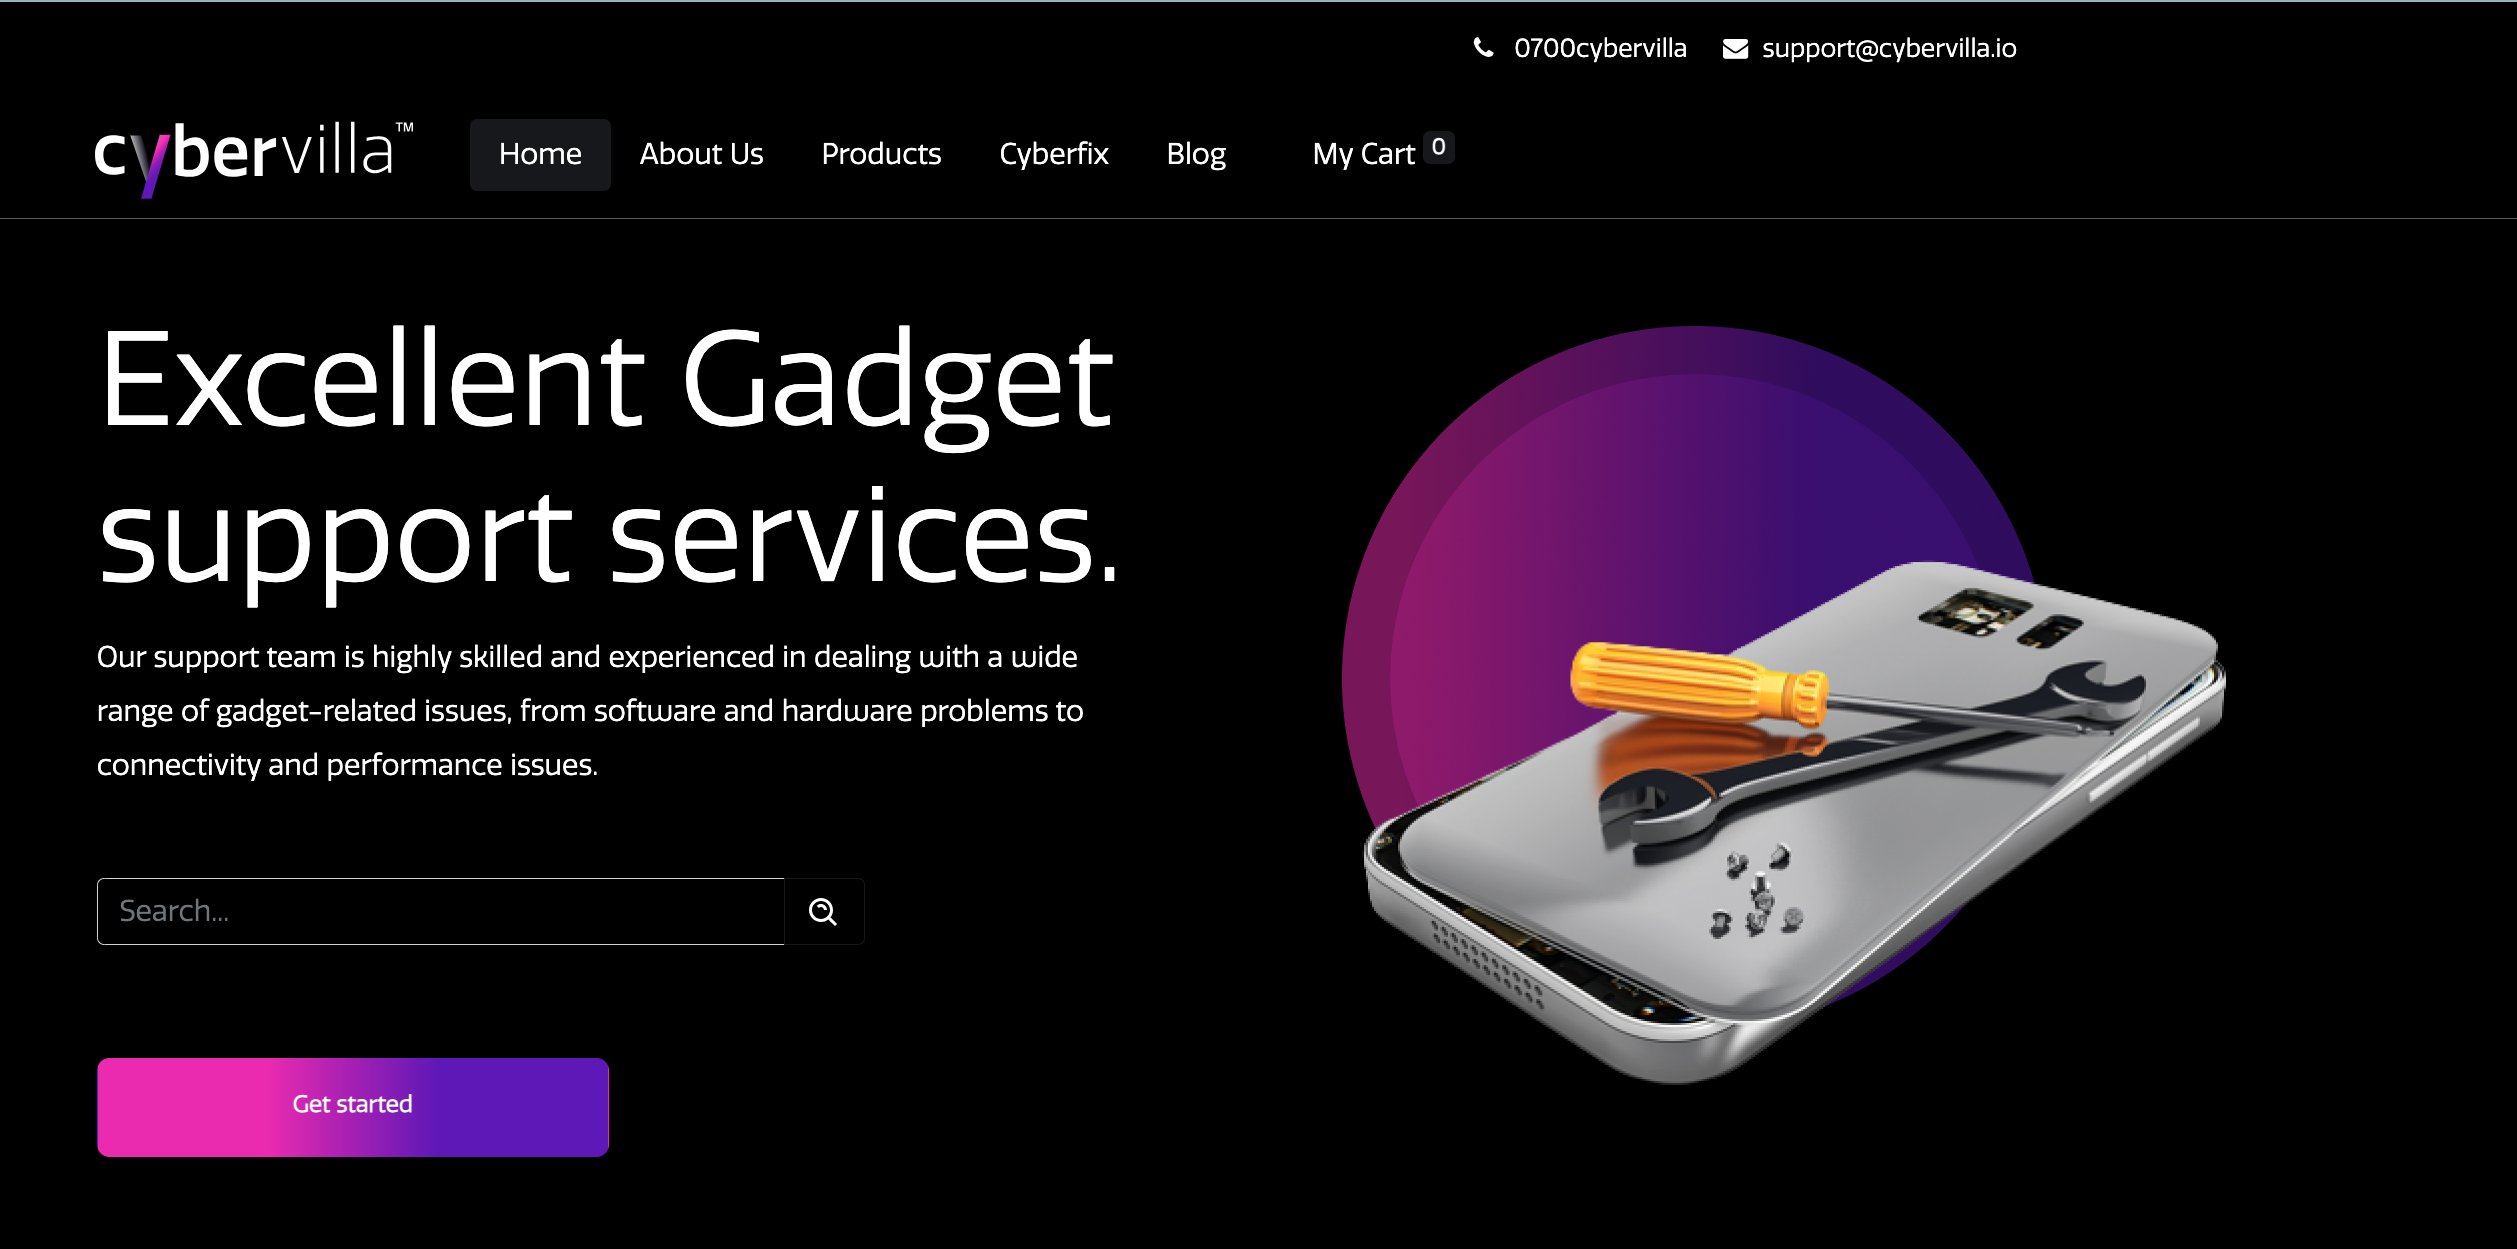 0700cybervilla support@cybervilla.io
cybervilla™ Home About Us Products Cyberfix Blog My Cart 0
Excellent Gadget
support services.
Our support team is highly skilled and experienced in dealing with a wide
range of gadget-related issues, from software and hardware problems to
connectivity and performance issues.
Search...
Get started